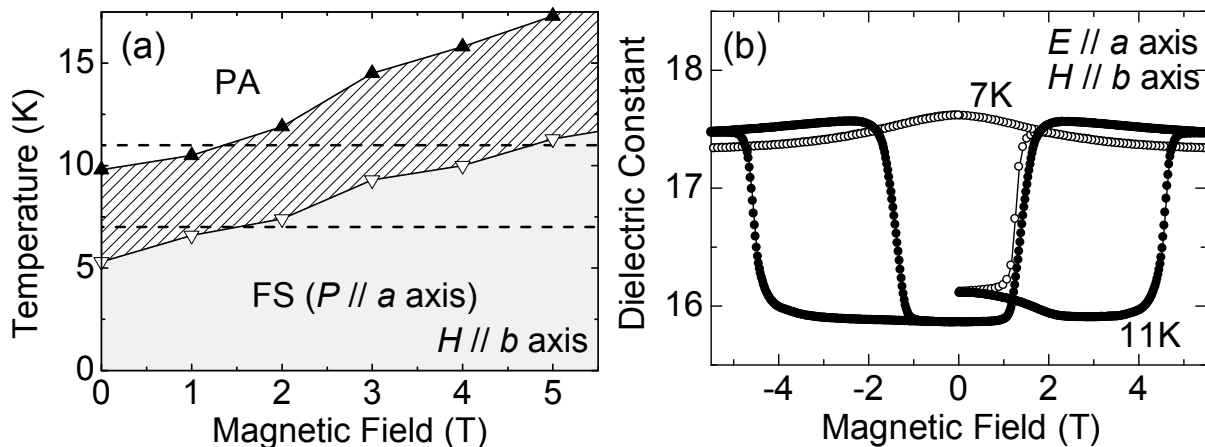 (a)
PA
FS (P // a axis)
H // b axis
15
10
5
0
Temperature (K)
0 1 2 3 4 5
Magnetic Field (T)
(b)
E // a axis
H // b axis
7K
11K
18
17
16
Dielectric Constant
-4 -2 0 2 4
Magnetic Field (T)